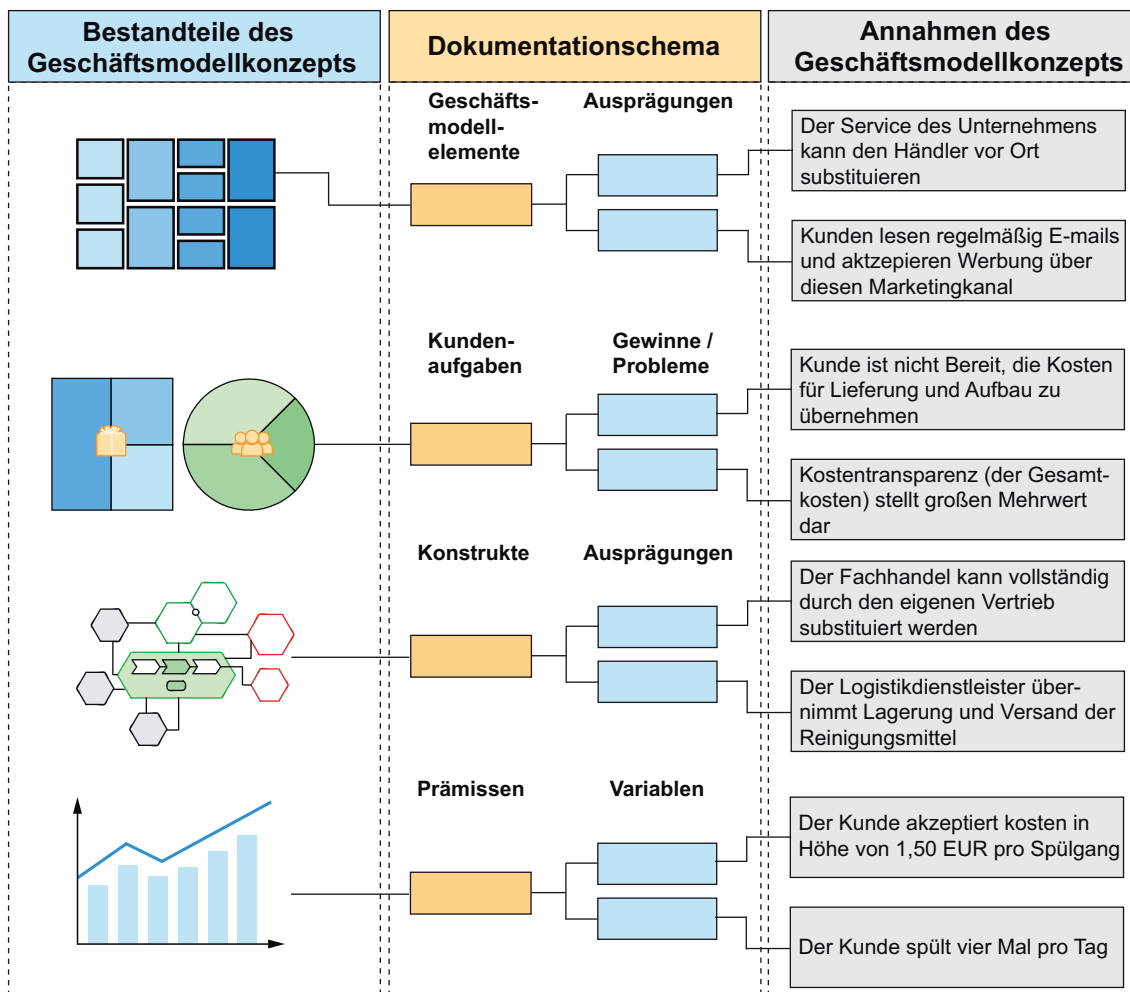 Bestandteile des
Geschäftsmodellkonzepts
Dokumentationschema
Annahmen des
Geschäftsmodellkonzepts
Geschäfts-
modell-
elemente
Ausprägungen
Der Service des Unternehmens
kann den Händler vor Ort
substituieren
Kunden lesen regelmäßig E-mails
und aktzepieren Werbung über
diesen Marketingkanal
Kunden-
aufgaben
Gewinne /
Probleme
Kunde ist nicht Bereit, die Kosten
für Lieferung und Aufbau zu
übernehmen
Kostentransparenz (der Gesamt-
kosten) stellt großen Mehrwert
dar
Konstrukte
Ausprägungen
Der Fachhandel kann vollständig
durch den eigenen Vertrieb
substituiert werden
Der Logistikdienstleister über-
nimmt Lagerung und Versand der
Reinigungsmittel
Prämissen
Variablen
Der Kunde akzeptiert kosten in
Höhe von 1,50 EUR pro Spülgang
Der Kunde spült vier Mal pro Tag